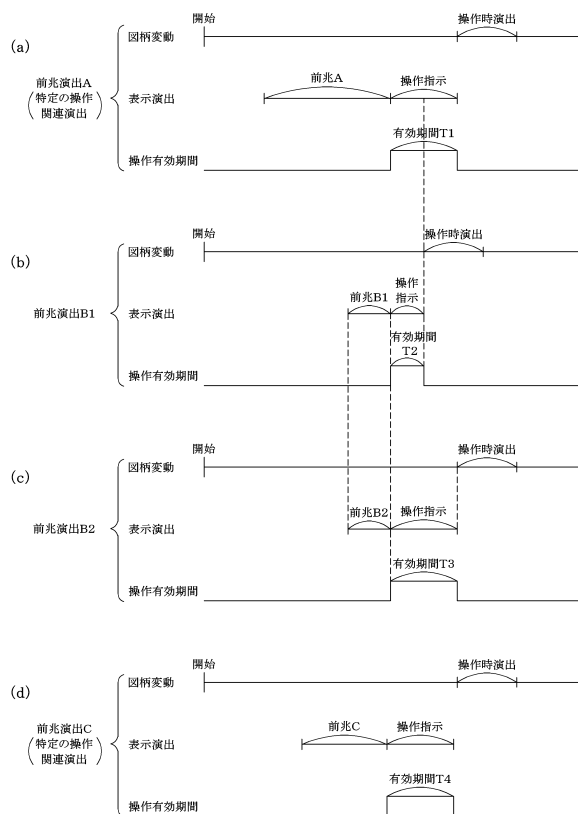 (a)
前兆演出A
(特定の操作
関連演出)
図柄変動
開始
操作時演出
表示演出
前兆A
操作指示
操作有効期間
有効期間T1
(b)
前兆演出B1
図柄変動
開始
操作時演出
表示演出
前兆B1
操作
指示
操作有効期間
有効期間
T2
(c)
前兆演出B2
図柄変動
開始
操作時演出
表示演出
前兆B2
操作指示
操作有効期間
有効期間T3
(d)
前兆演出C
(特定の操作
関連演出)
図柄変動
開始
操作時演出
表示演出
前兆C
操作指示
操作有効期間
有効期間T4